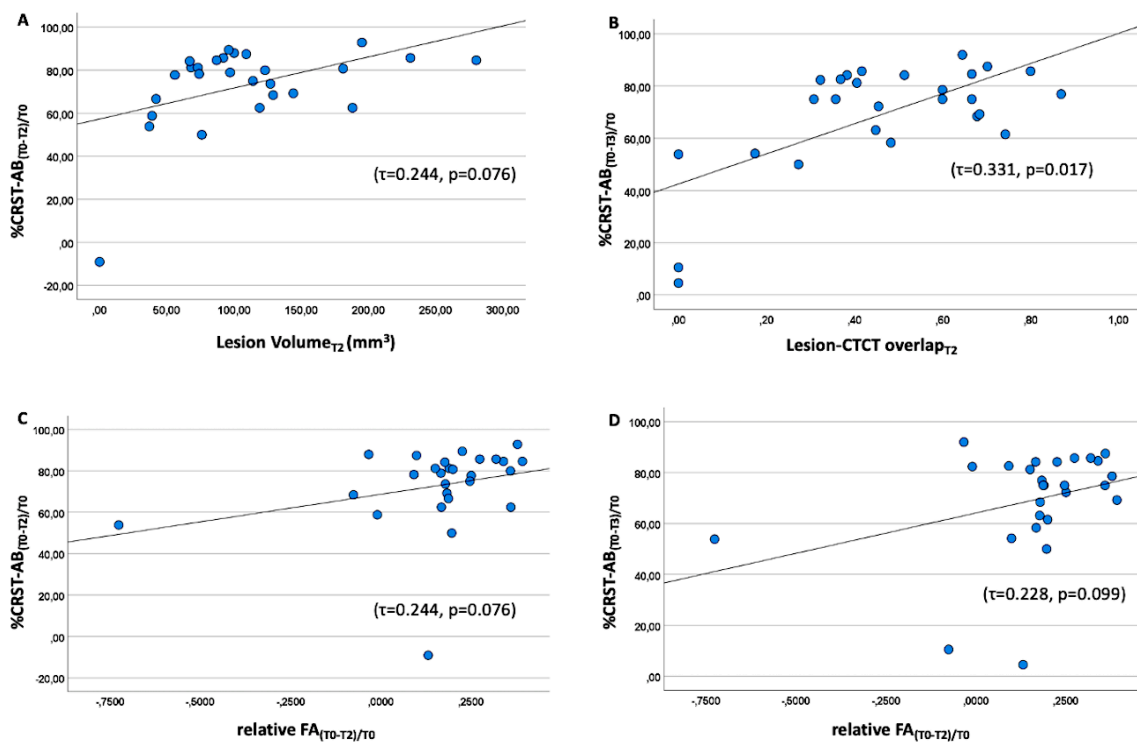 A
%CRST-AB(T0-T2)/T0
100,00
80,00
60,00
40,00
20,00
,00
-20,00
(τ=0.244, p=0.076)
,00 50,00 100,00 150,00 200,00 250,00 300,00
Lesion VolumeT2 (mm³)
B
%CRST-AB(T0-T3)/T0
100,00
80,00
60,00
40,00
20,00
,00
(τ=0.331, p=0.017)
,00 ,20 ,40 ,60 ,80 1,00
Lesion-CTCT overlapT2
C
%CRST-AB(T0-T2)/T0
100,00
80,00
60,00
40,00
20,00
,00
-20,00
(τ=0.244, p=0.076)
-,7500 -,5000 -,2500 ,0000 ,2500
relative FA(T0-T2)/T0
D
%CRST-AB(T0-T3)/T0
100,00
80,00
60,00
40,00
20,00
,00
(τ=0.228, p=0.099)
-,7500 -,5000 -,2500 ,0000 ,2500
relative FA(T0-T2)/T0